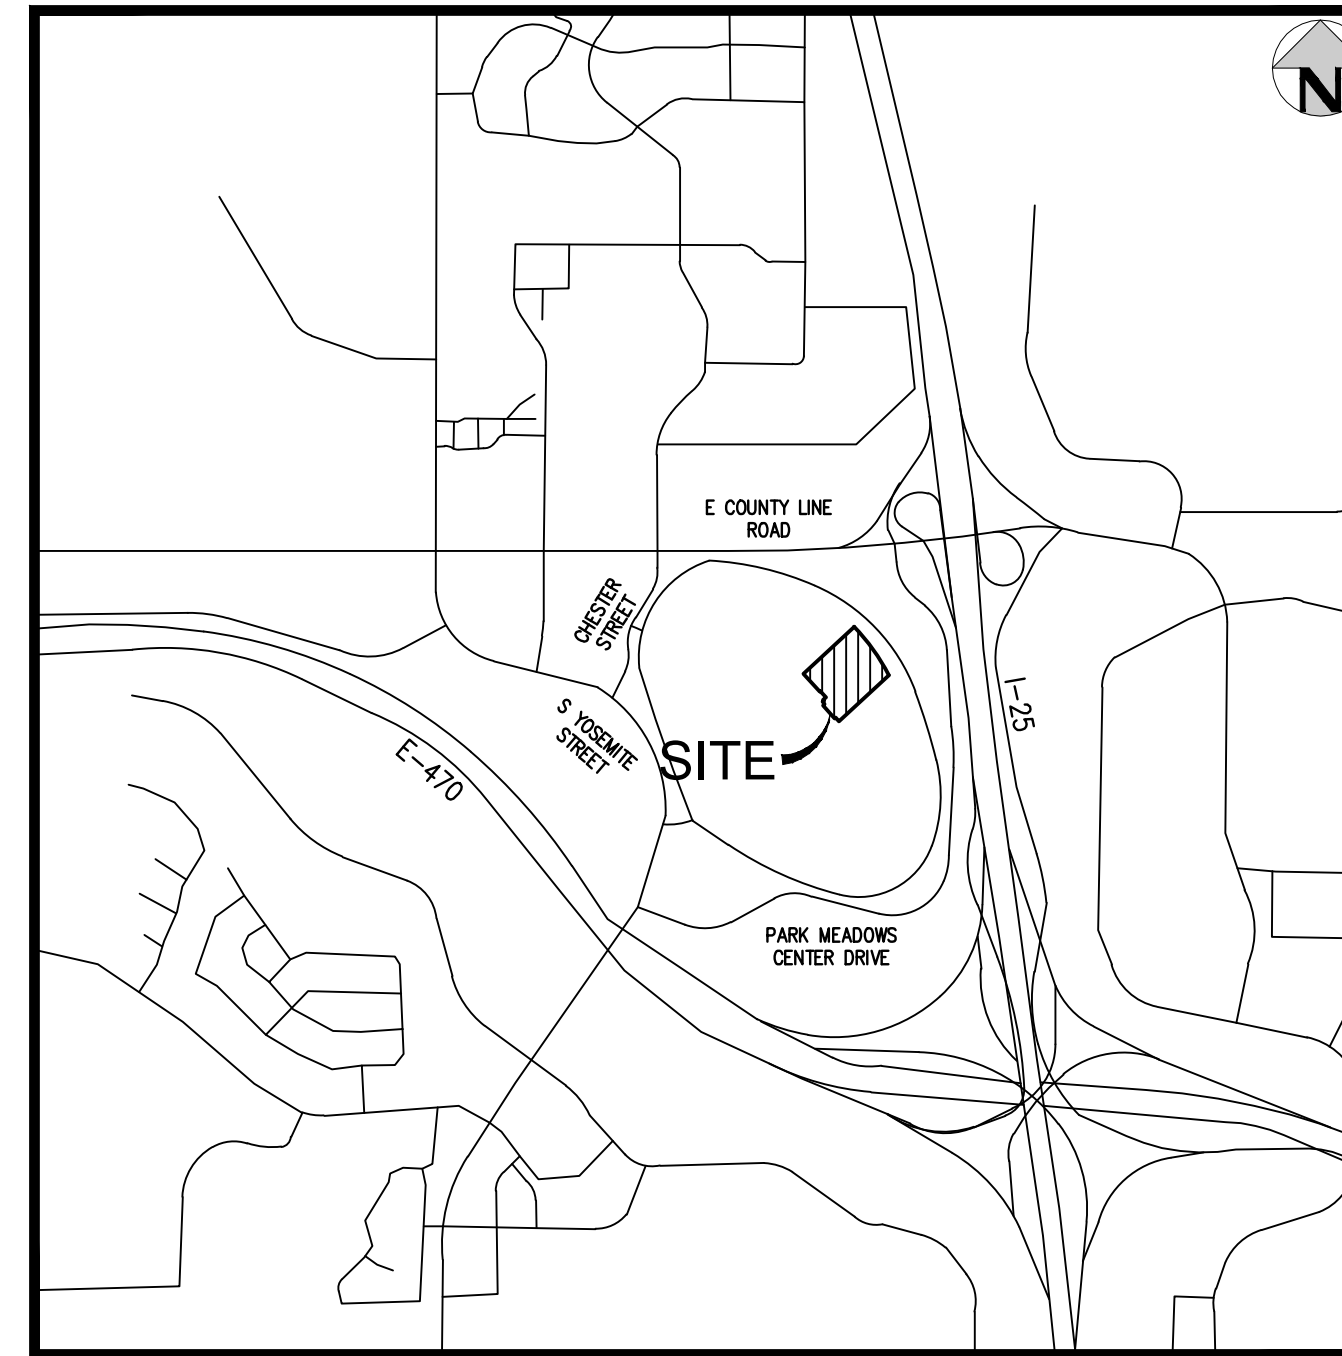 N
E COUNTY LINE
ROAD
CHESTER
STREET
S YOSEMITE
STREET
I-25
E-470
SITE
PARK MEADOWS
CENTER DRIVE